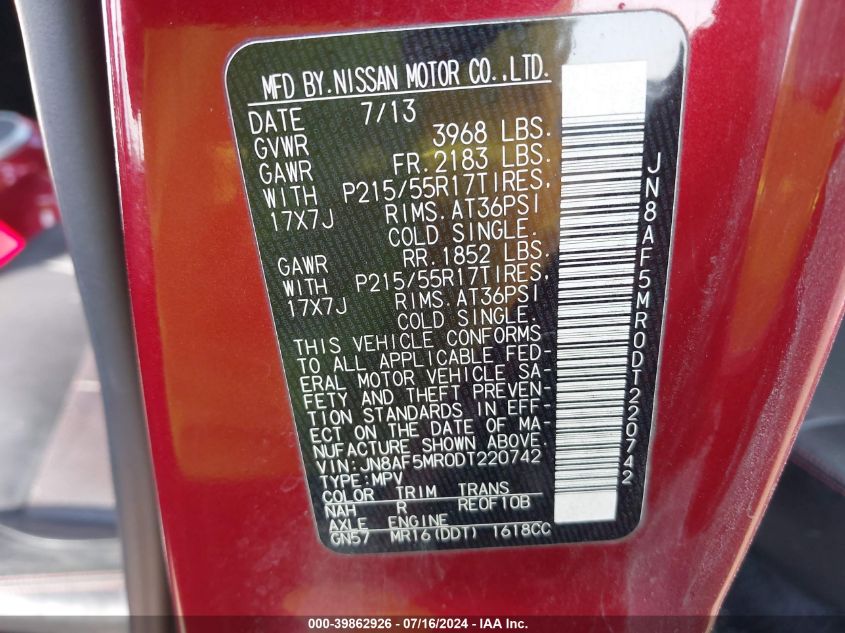 MFD BY.NISSAN MOTOR CO.,LTD.
DATE 7/13
GVWR 3968 LBS.
GAWR FR.2183 LBS.
WITH P215/55R17TIRES,
17X7J RIMS.AT36PSI
COLD SINGLE.
GAWR RR.1852 LBS.
WITH P215/55R17TIRES,
17X7J RIMS.AT36PSI
COLD SINGLE.
THIS VEHICLE CONFORMS
TO ALL APPLICABLE FED-
ERAL MOTOR VEHICLE SA-
FETY AND THEFT PREVEN-
TION STANDARDS IN EFF-
ECT ON THE DATE OF MA-
NUFACTURE SHOWN ABOVE.
VIN:JN8AF5MR0DT220742
TYPE:MPV
COLOR TRIM TRANS
NAH R RE0F10B
AXLE ENGINE
GN57 MR16(DDT) 1618CC
JN8AF5MR0DT220742
000-39862926 - 07/16/2024 - IAA Inc.